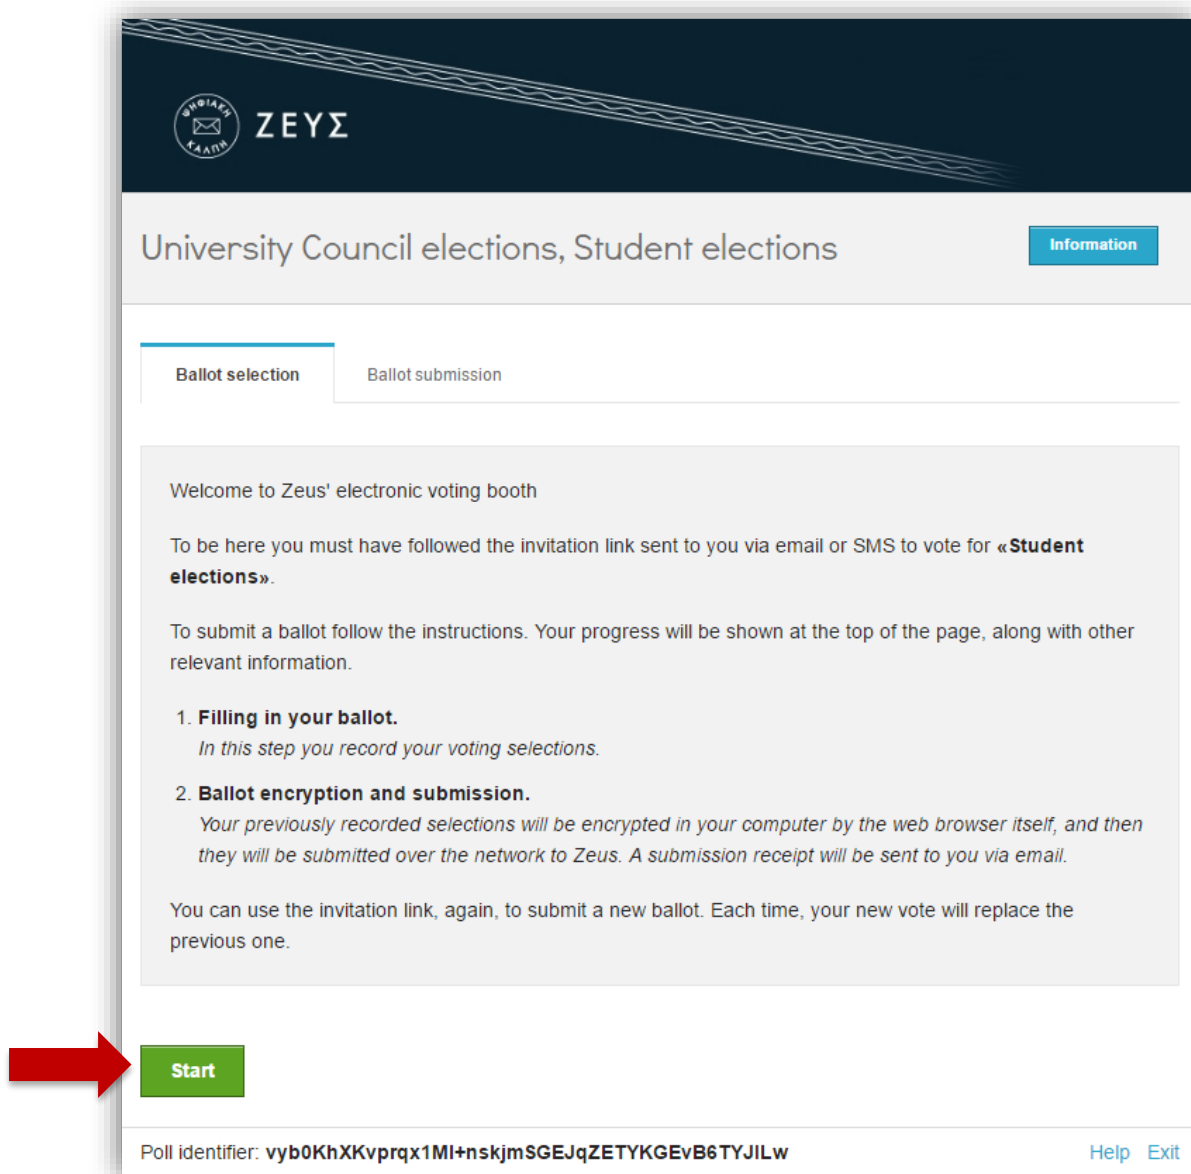 ΨΗΦΙΑΚΗ
ΚΑΛΠΗ
ΖΕΥΣ
University Council elections, Student elections
Information
Ballot selection
Ballot submission
Welcome to Zeus' electronic voting booth
To be here you must have followed the invitation link sent to you via email or SMS to vote for «Student
elections».
To submit a ballot follow the instructions. Your progress will be shown at the top of the page, along with other
relevant information.
1. Filling in your ballot.
In this step you record your voting selections.
2. Ballot encryption and submission.
Your previously recorded selections will be encrypted in your computer by the web browser itself, and then
they will be submitted over the network to Zeus. A submission receipt will be sent to you via email.
You can use the invitation link, again, to submit a new ballot. Each time, your new vote will replace the
previous one.
Start
Poll identifier: vyb0KhXKvprqx1MI+nskjmSGEJqZETYKGEvB6TYJILw
Help Exit